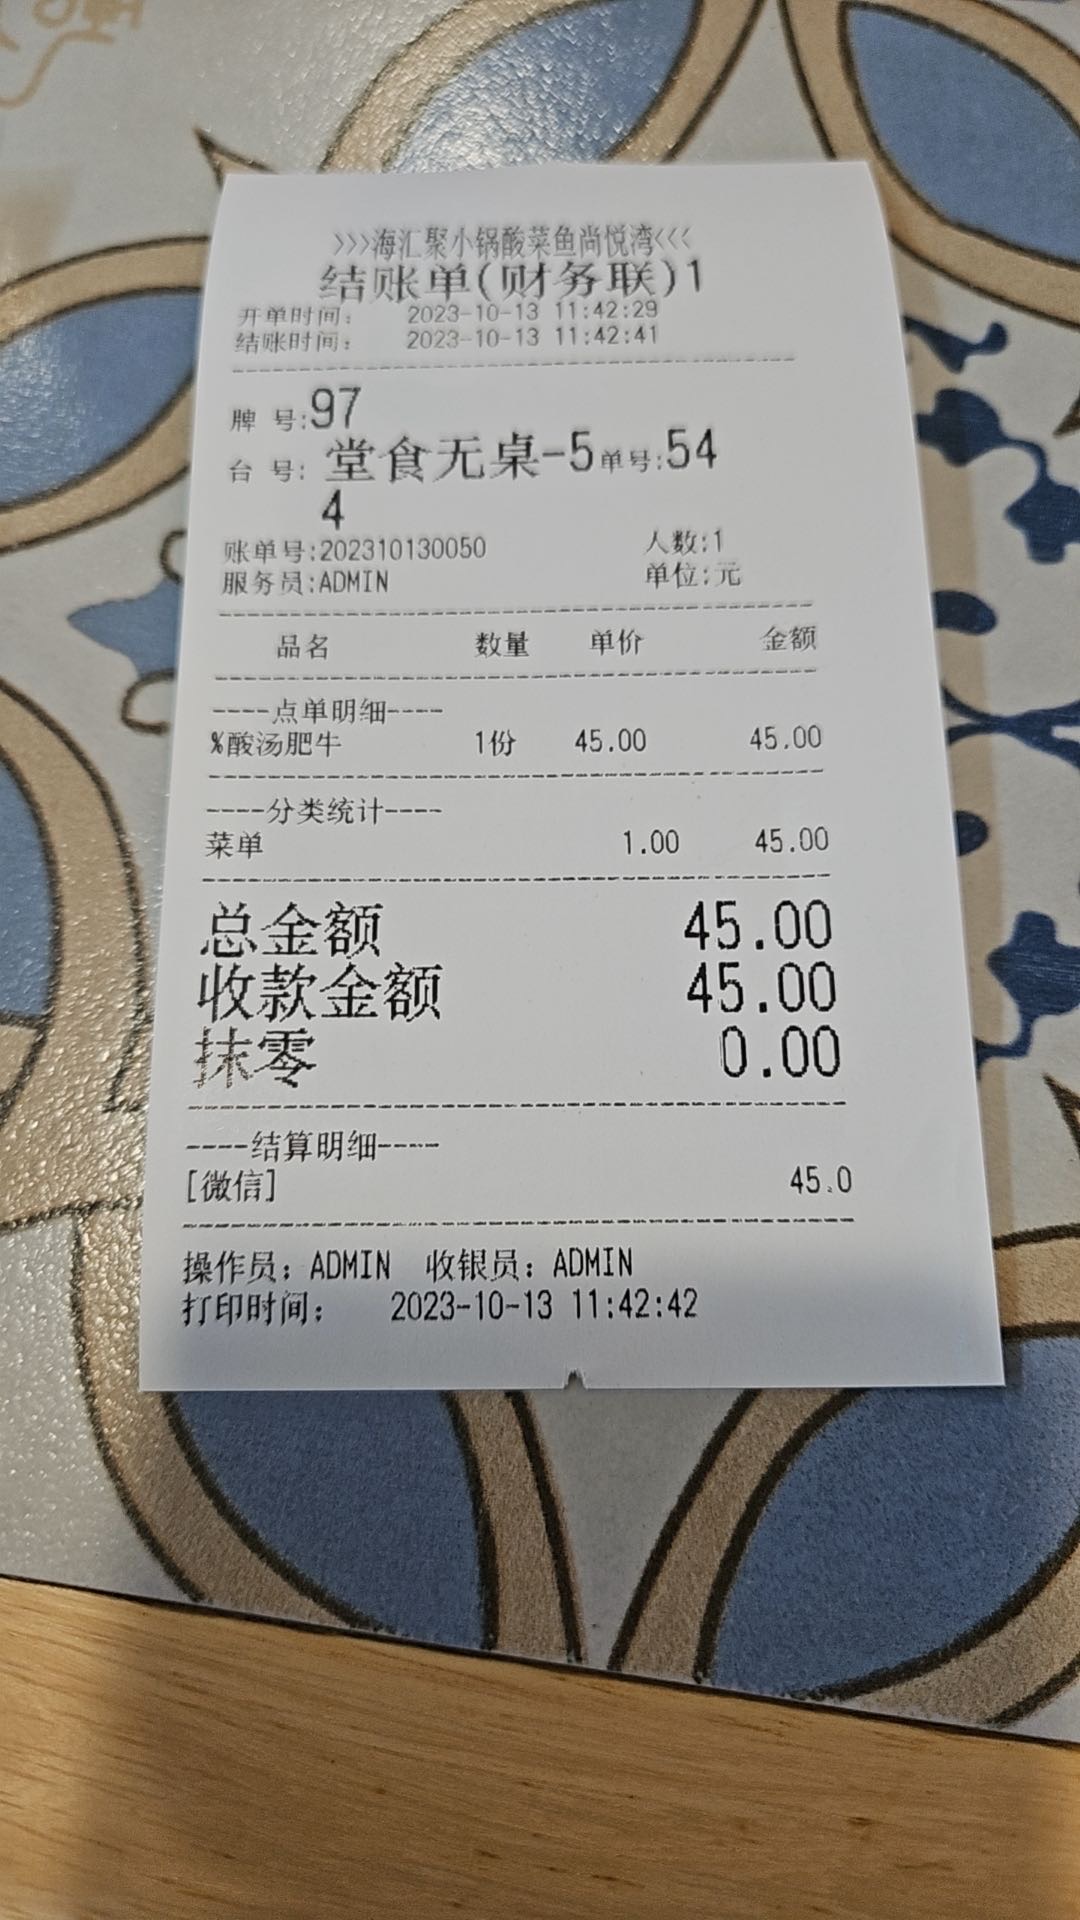 >>>海汇聚小锅酸菜鱼尚悦湾<<<
结账单(财务联)1
开单时间： 2023-10-13 11:42:29
结账时间： 2023-10-13 11:42:41
牌 号:97
台 号: 堂食无桌-5单号:54
4
账单号:202310130050 人数:1
服务员:ADMIN 单位:元
品名 数量 单价 金额
----点单明细----
%酸汤肥牛 1份 45.00 45.00
----分类统计----
菜单 1.00 45.00
总金额 45.00
收款金额 45.00
抹零 0.00
----结算明细----
[微信] 45.0
操作员：ADMIN 收银员：ADMIN
打印时间： 2023-10-13 11:42:42